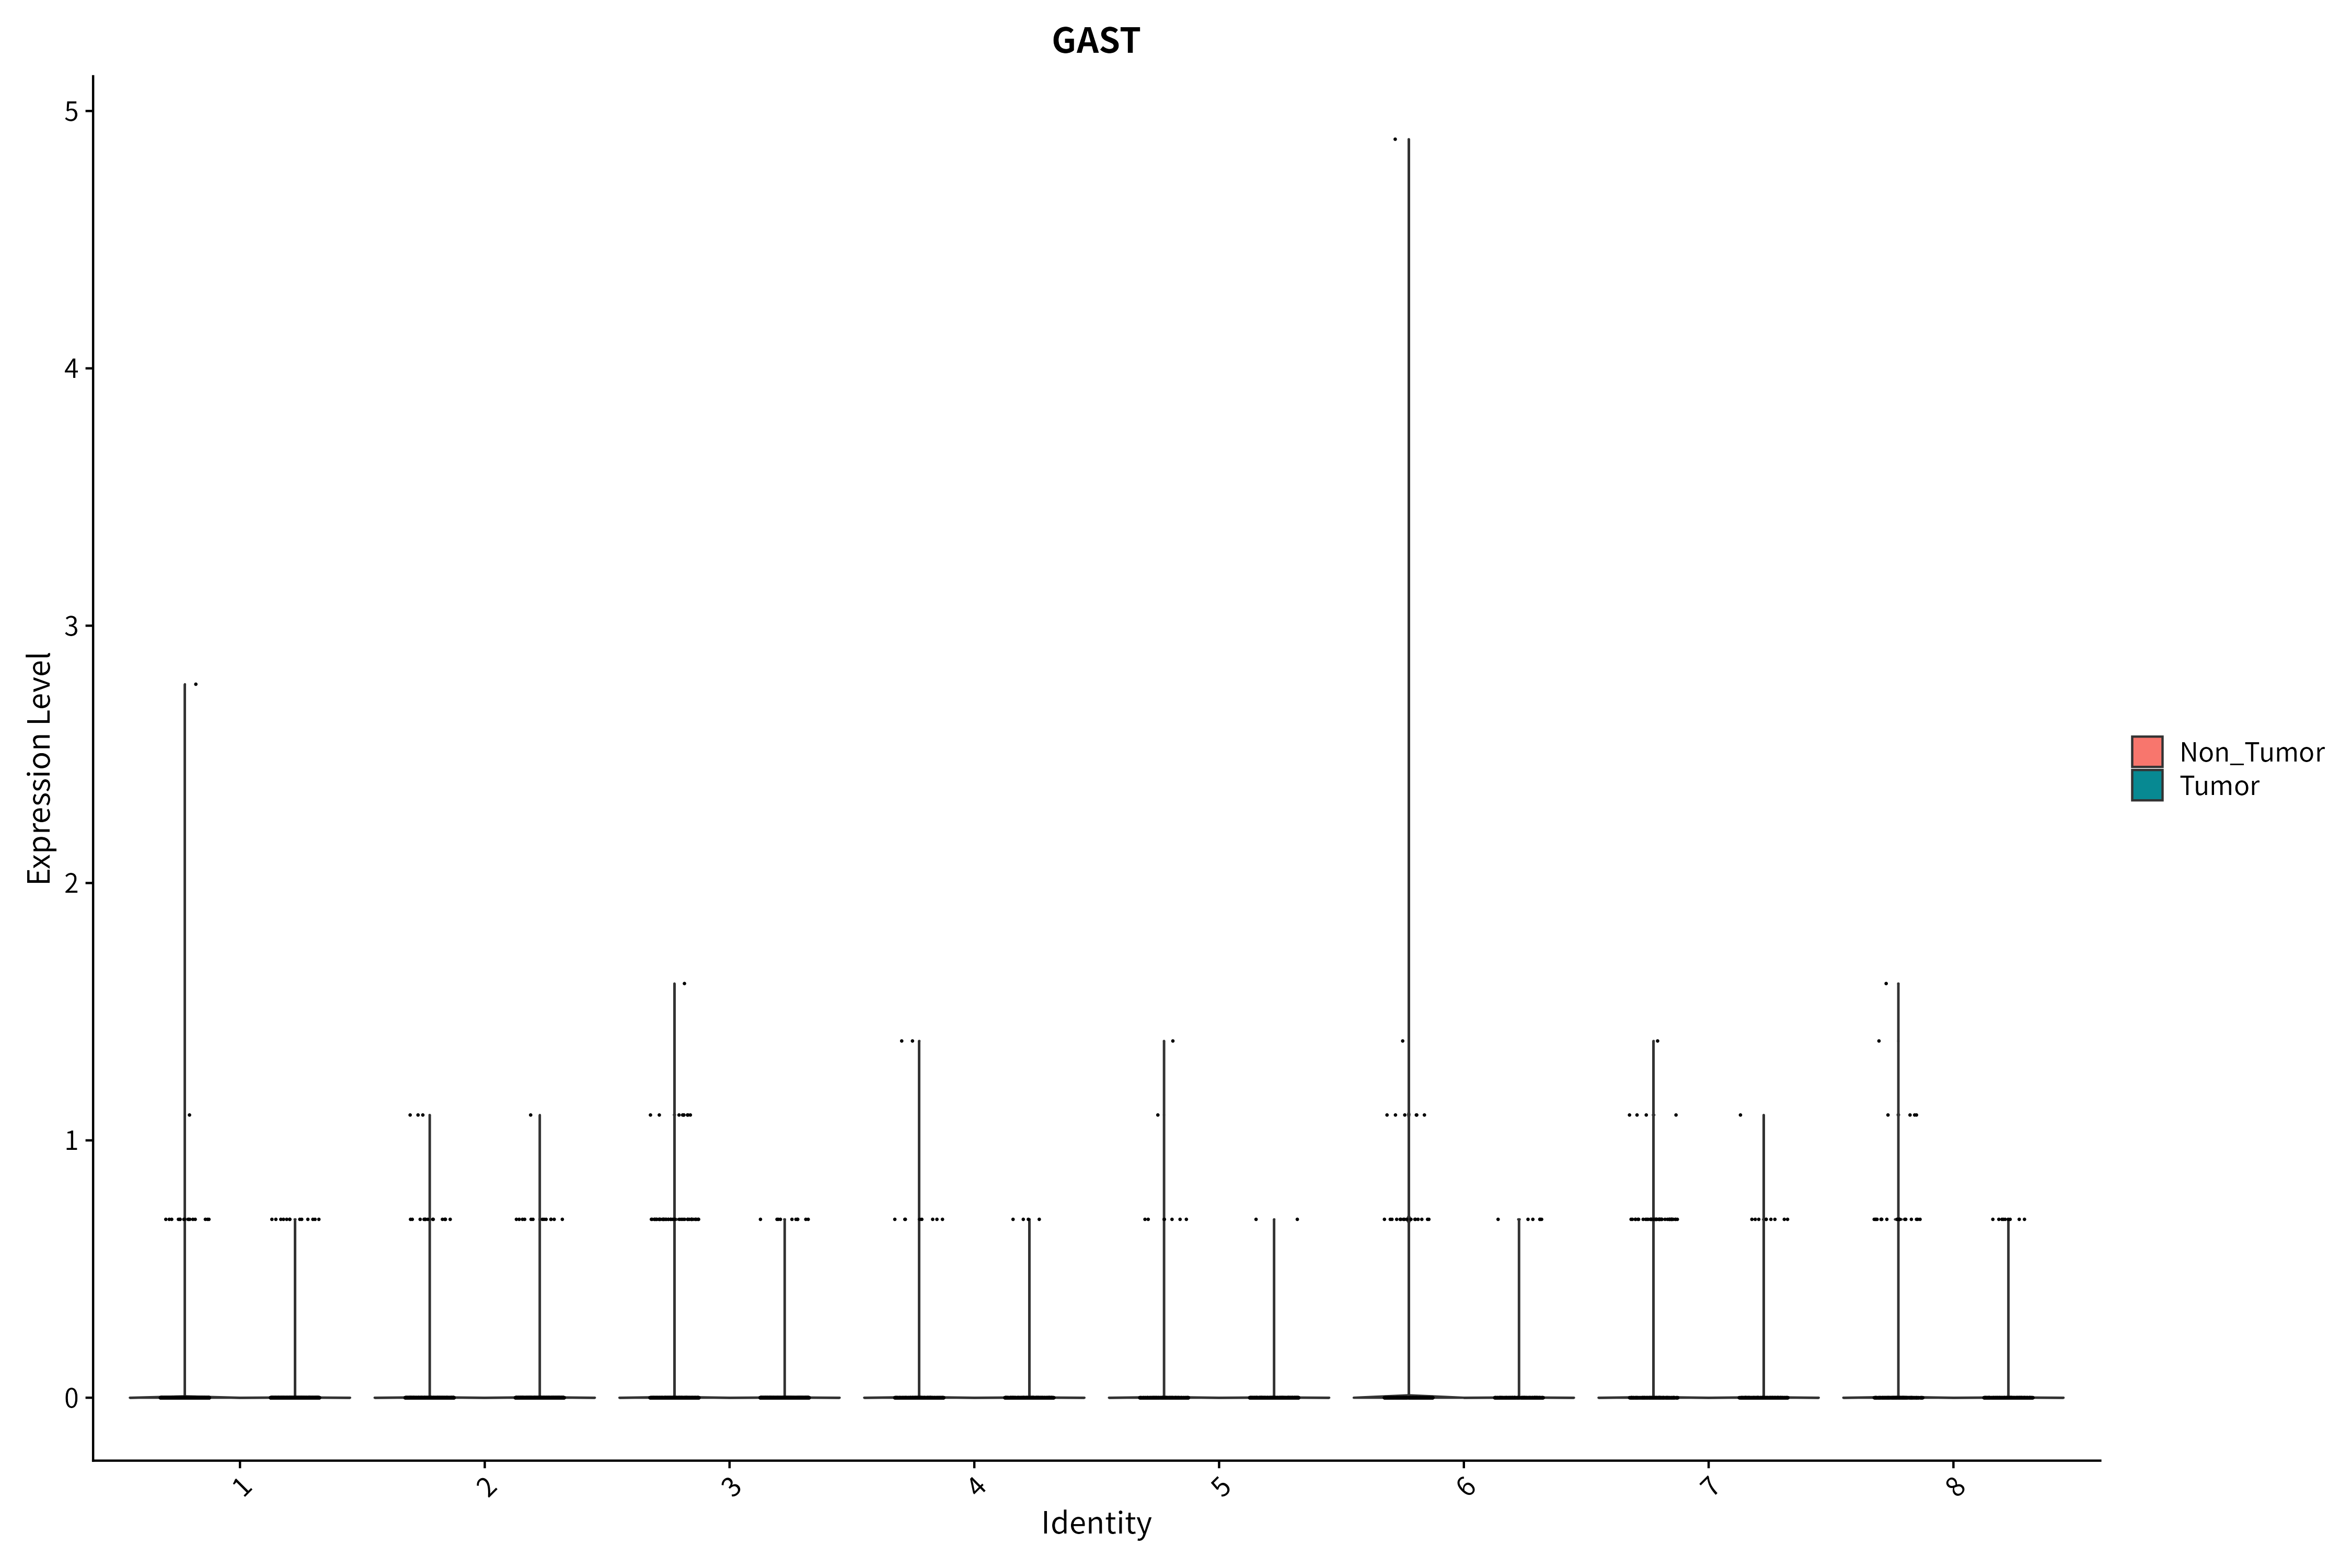 GAST
Expression Level
5
4
3
2
1
0
1 2 3 4 5 6 7 8
Identity
Non_Tumor
Tumor